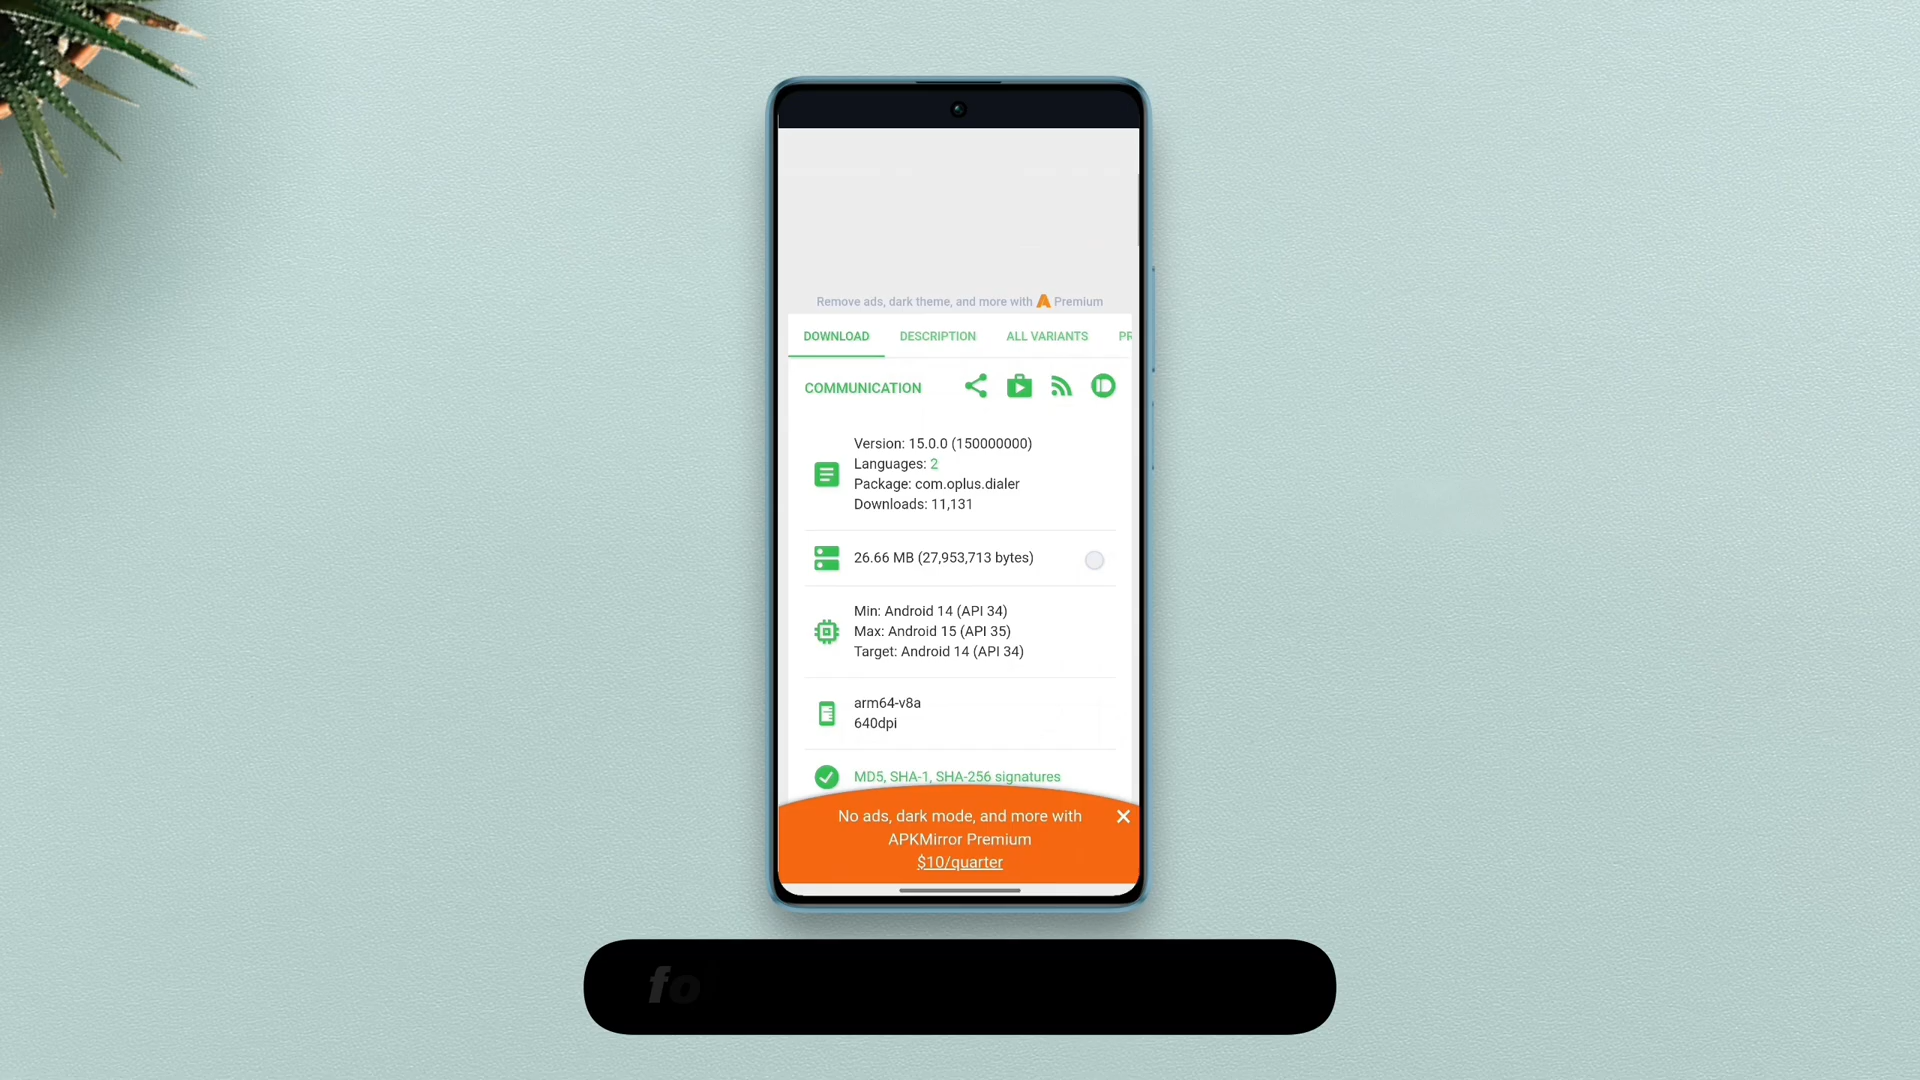 Remove ads, dark theme, and more with Premium
DOWNLOAD DESCRIPTION ALL VARIANTS PR
COMMUNICATION
Version: 15.0.0 (150000000)
Languages: 2
Package: com.oplus.dialer
Downloads: 11,131
26.66 MB (27,953,713 bytes)
Min: Android 14 (API 34)
Max: Android 15 (API 35)
Target: Android 14 (API 34)
arm64-v8a
640dpi
MD5, SHA-1, SHA-256 signatures
No ads, dark mode, and more with
APKMirror Premium
$10/quarter
fo